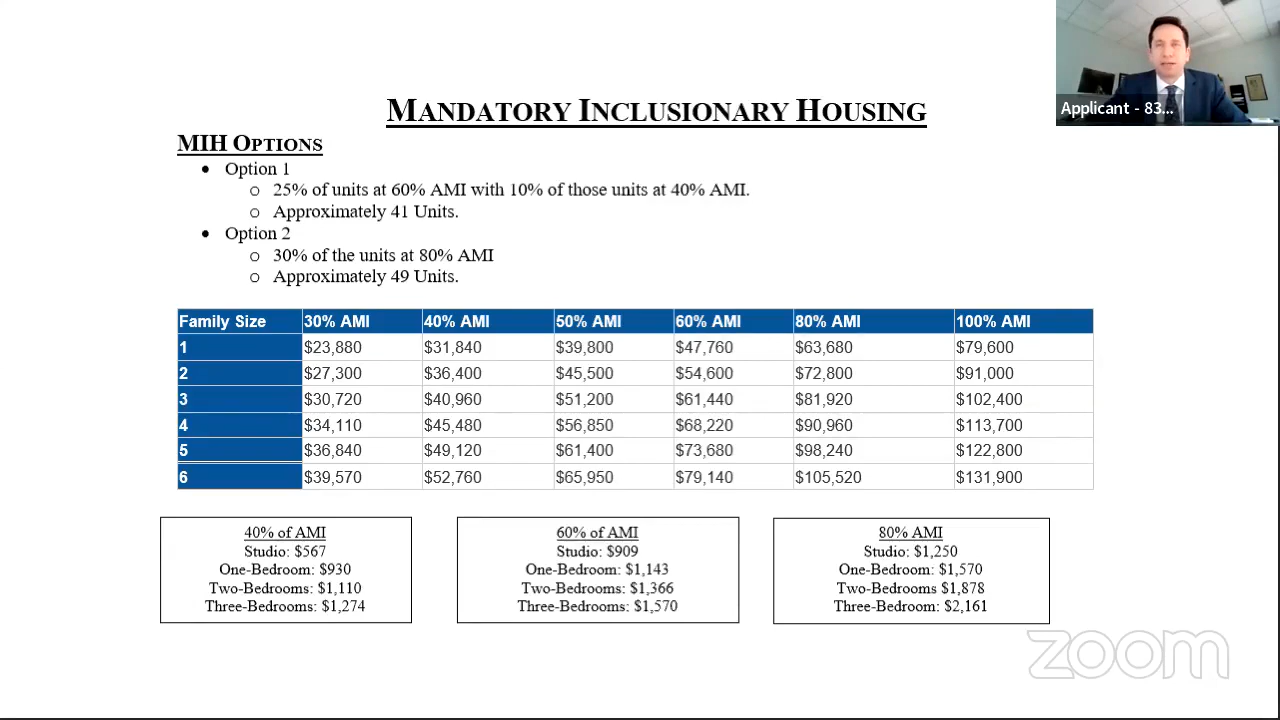 Applicant - 83...
MANDATORY INCLUSIONARY HOUSING
MIH OPTIONS
• Option 1
o 25% of units at 60% AMI with 10% of those units at 40% AMI.
o Approximately 41 Units.
• Option 2
o 30% of the units at 80% AMI
o Approximately 49 Units.
Family Size 30% AMI 40% AMI 50% AMI 60% AMI 80% AMI 100% AMI
1 $23,880 $31,840 $39,800 $47,760 $63,680 $79,600
2 $27,300 $36,400 $45,500 $54,600 $72,800 $91,000
3 $30,720 $40,960 $51,200 $61,440 $81,920 $102,400
4 $34,110 $45,480 $56,850 $68,220 $90,960 $113,700
5 $36,840 $49,120 $61,400 $73,680 $98,240 $122,800
6 $39,570 $52,760 $65,950 $79,140 $105,520 $131,900
40% of AMI
Studio: $567
One-Bedroom: $930
Two-Bedrooms: $1,110
Three-Bedrooms: $1,274
60% of AMI
Studio: $909
One-Bedroom: $1,143
Two-Bedrooms: $1,366
Three-Bedrooms: $1,570
80% AMI
Studio: $1,250
One-Bedroom: $1,570
Two-Bedrooms $1,878
Three-Bedroom: $2,161
zoom